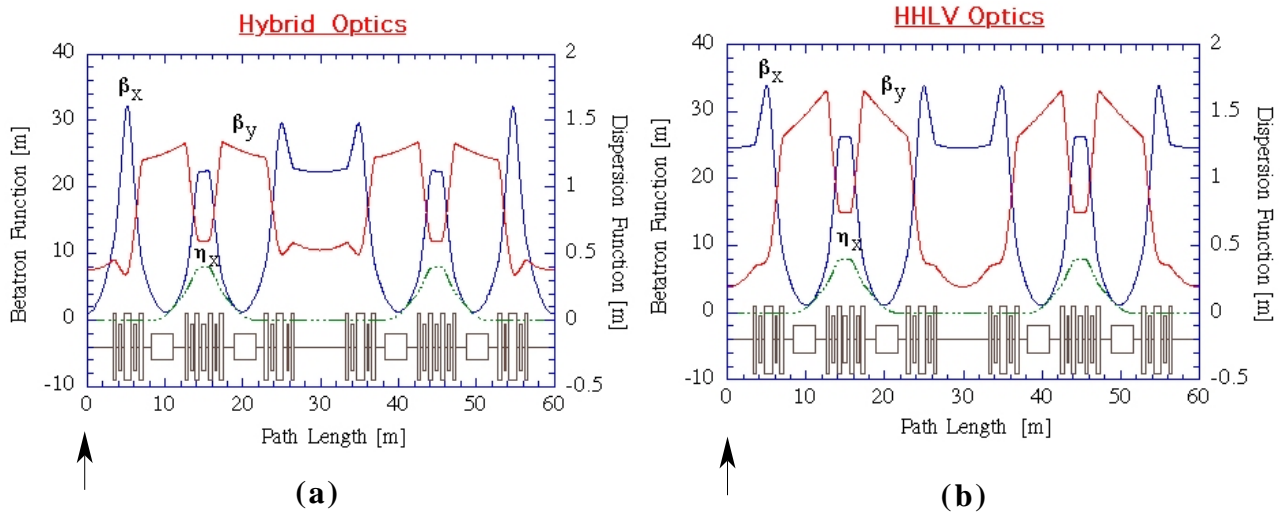 Hybrid Optics
40
30
20
10
0
-10
2
1.5
1
0.5
0
-0.5
Betatron Function [m]
Dispersion Function [m]
βx
βy
ηx
0 10 20 30 40 50 60
Path Length [m]
(a)
HHLV Optics
40
30
20
10
0
-10
2
1.5
1
0.5
0
-0.5
Betatron Function [m]
Dispersion Function [m]
βx
βy
ηx
0 10 20 30 40 50 60
Path Length [m]
(b)